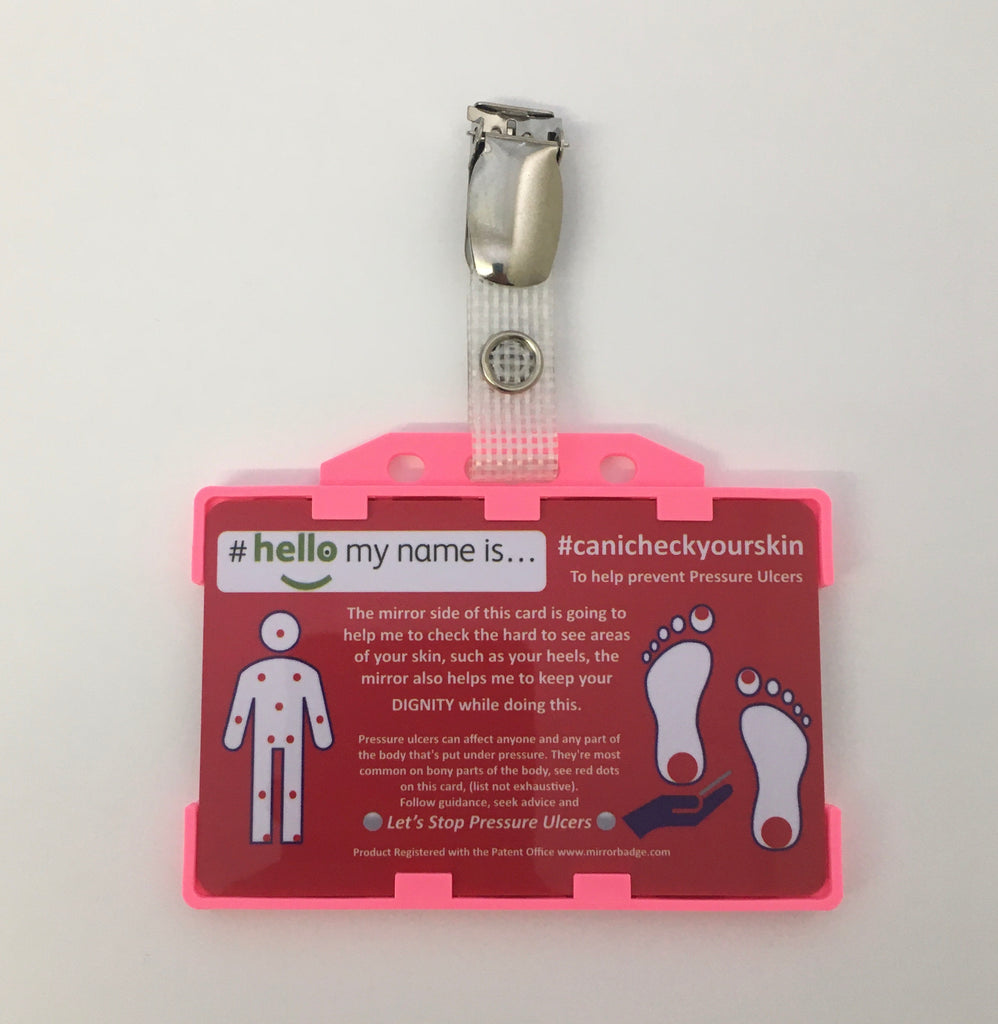 # hello my name is...
#canicheckyourskin
To help prevent Pressure Ulcers
The mirror side of this card is going to
help me to check the hard to see areas
of your skin, such as your heels, the
mirror also helps me to keep your
DIGNITY while doing this.
Pressure ulcers can affect anyone and any part of
the body that's put under pressure. They're most
common on bony parts of the body, see red dots
on this card, (list not exhaustive).
Follow guidance, seek advice and
Let's Stop Pressure Ulcers
Product Registered with the Patent Office www.mirrorbadge.com